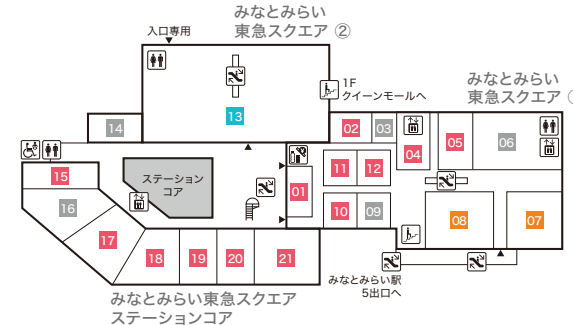 みなとみらい
東急スクエア ②
入口専用
1F
クイーンモールへ
みなとみらい
東急スクエア
13
14
02
03
04
05
06
15
ステーション
コア
11
12
01
16
10
09
08
07
17
18
19
20
21
みなとみらい駅
5出口へ
みなとみらい東急スクエア
ステーションコア